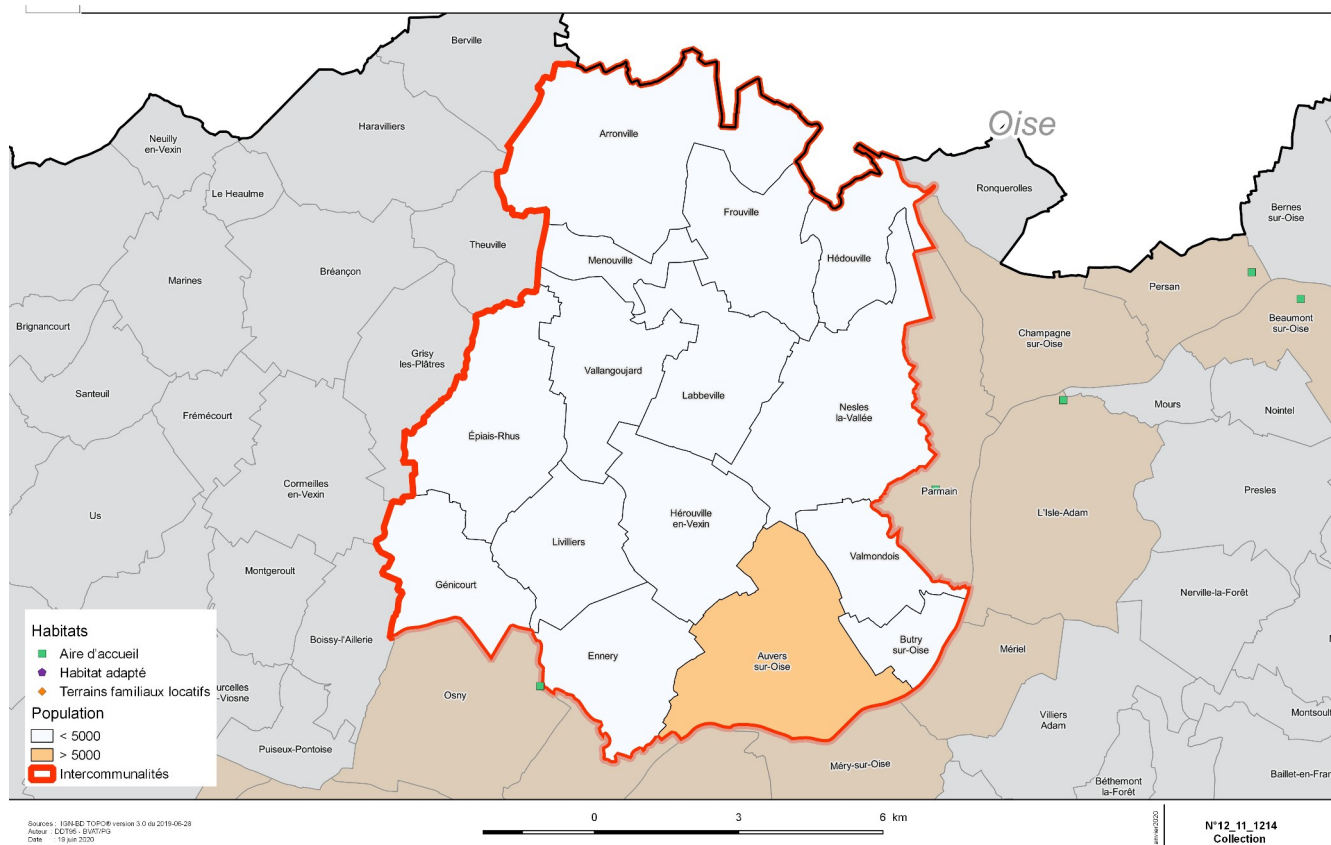 Berville
Oise
Neuilly
en-Vexin
Haravilliers
Arronville
Le Heaulme
Ronquerolles
Frouville
Bernes
sur-Oise
Theuville
Menouville
Hédouville
Marines
Bréançon
Persan
Brignancourt
Beaumont
sur-Oise
Champagne
sur-Oise
Grisy
les-Plâtres
Vallangoujard
Santeuil
Labbeville
Frémécourt
Mours
Nointel
Nesles
la-Vallée
Épiais-Rhus
Cormeilles
en-Vexin
Parmain
Presles
Us
L'Isle-Adam
Hérouville
en-Vexin
Livilliers
Valmondois
Montgeroult
Génicourt
Nerville-la-Forêt
Boissy-l'Aillerie
Butry
sur-Oise
Ennery
Auvers
sur-Oise
Mériel
Osny
urcelles
-Viosne
Villiers
Adam
Montsoult
Puiseux-Pontoise
Méry-sur-Oise
Béthemont
la-Forêt
Baillet-en-Fran
Habitats
Aire d'accueil
Habitat adapté
Terrains familiaux locatifs
Population
< 5000
> 5000
Intercommunalités
0 3 6 km
Sources : IGN-BD TOPO® version 3.0 du 2019-06-28
Auteur : DDT95 - BVAT/PG
Date : 19 juin 2020
N°12_11_1214
Collection